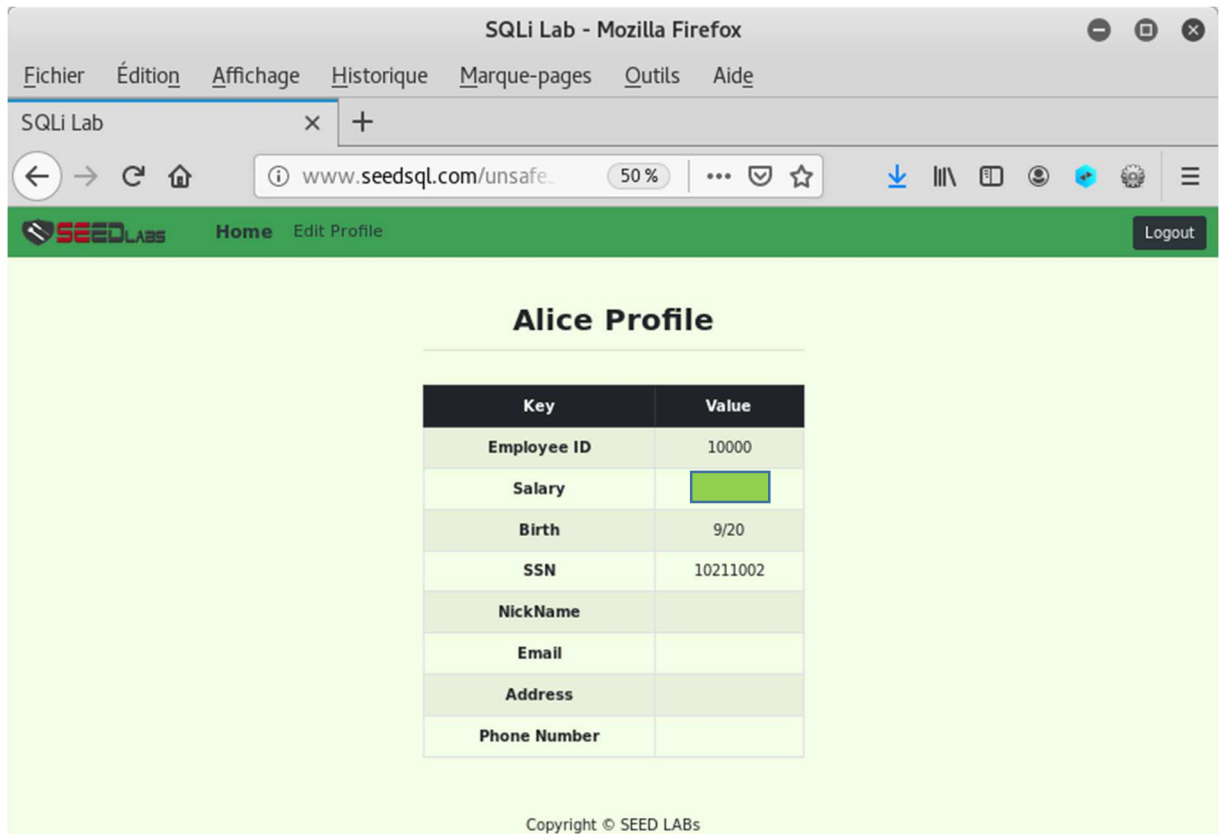 SQLi Lab - Mozilla Firefox
Fichier Édition Affichage Historique Marque-pages Outils Aide
SQLi Lab
www.seedsql.com/unsafe_ 50 %
SEEDLABS Home Edit Profile Logout
Alice Profile
Key Value
Employee ID 10000
Salary
Birth 9/20
SSN 10211002
NickName
Email
Address
Phone Number
Copyright © SEED LABs